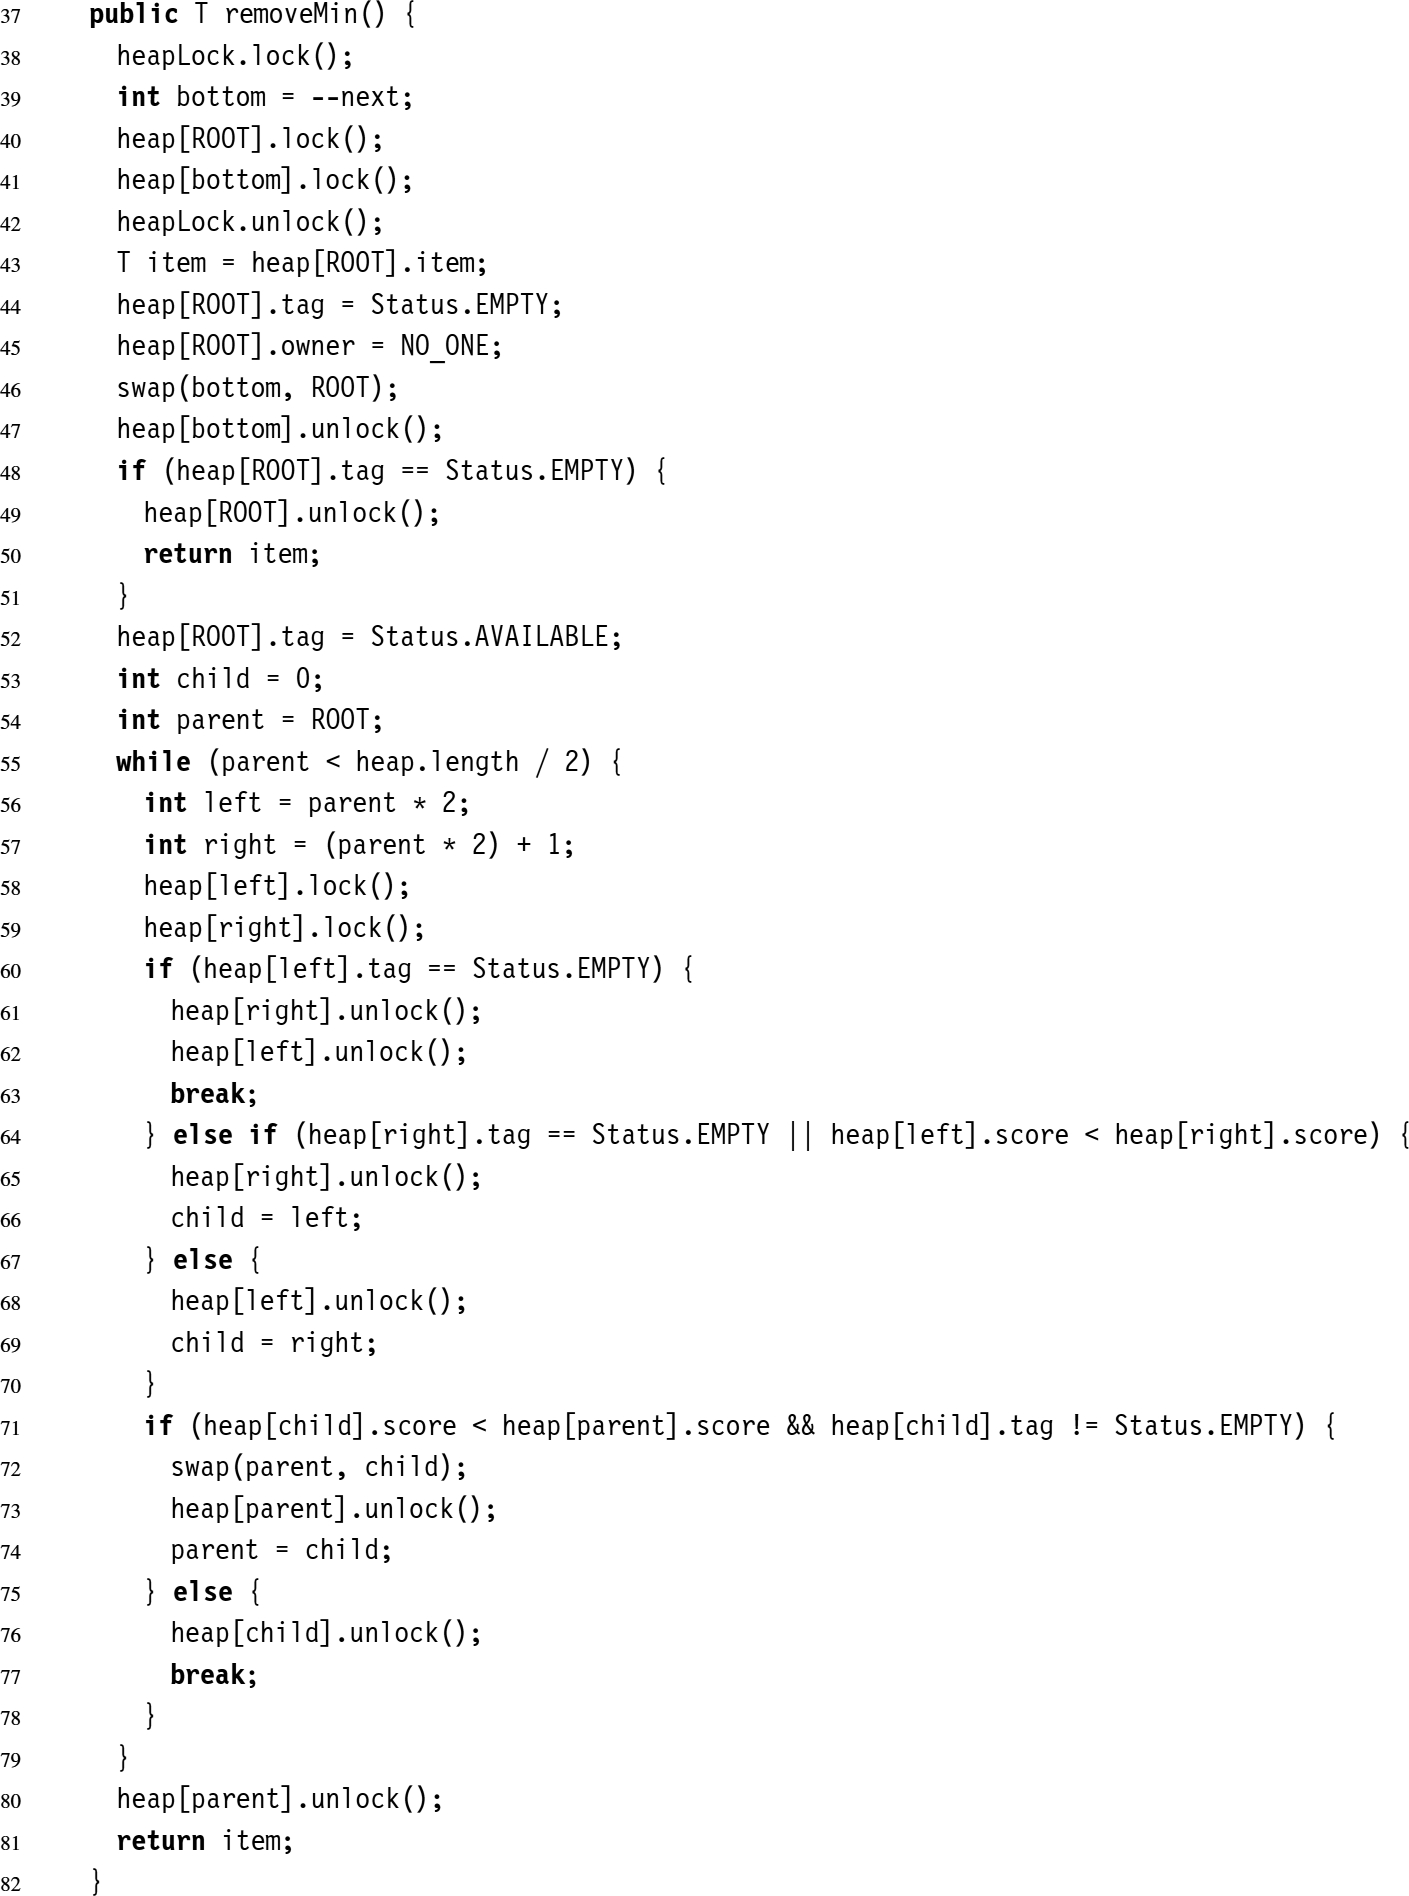 37 public T removeMin() {
38 heapLock.lock();
39 int bottom = --next;
40 heap[ROOT].lock();
41 heap[bottom].lock();
42 heapLock.unlock();
43 T item = heap[ROOT].item;
44 heap[ROOT].tag = Status.EMPTY;
45 heap[ROOT].owner = NO_ONE;
46 swap(bottom, ROOT);
47 heap[bottom].unlock();
48 if (heap[ROOT].tag == Status.EMPTY) {
49 heap[ROOT].unlock();
50 return item;
51 }
52 heap[ROOT].tag = Status.AVAILABLE;
53 int child = 0;
54 int parent = ROOT;
55 while (parent < heap.length / 2) {
56 int left = parent * 2;
57 int right = (parent * 2) + 1;
58 heap[left].lock();
59 heap[right].lock();
60 if (heap[left].tag == Status.EMPTY) {
61 heap[right].unlock();
62 heap[left].unlock();
63 break;
64 } else if (heap[right].tag == Status.EMPTY || heap[left].score < heap[right].score) {
65 heap[right].unlock();
66 child = left;
67 } else {
68 heap[left].unlock();
69 child = right;
70 }
71 if (heap[child].score < heap[parent].score && heap[child].tag != Status.EMPTY) {
72 swap(parent, child);
73 heap[parent].unlock();
74 parent = child;
75 } else {
76 heap[child].unlock();
77 break;
78 }
79 }
80 heap[parent].unlock();
81 return item;
82 }